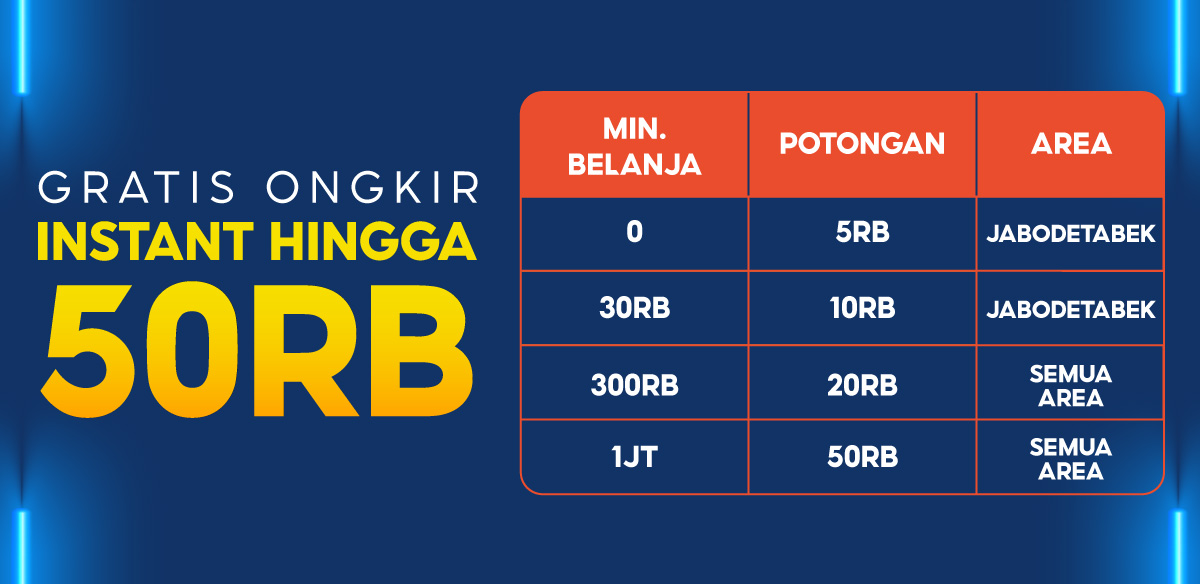 GRATIS ONGKIR
INSTANT HINGGA
50RB
MIN.
BELANJA
POTONGAN
AREA
0
5RB
JABODETABEK
30RB
10RB
JABODETABEK
300RB
20RB
SEMUA
AREA
1JT
50RB
SEMUA
AREA